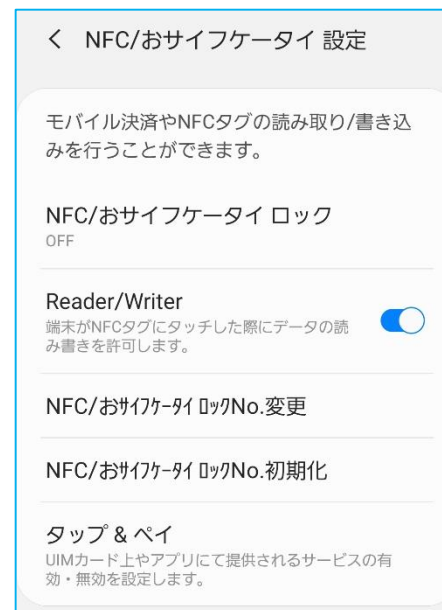 NFC/おサイフケータイ 設定
モバイル決済やNFCタグの読み取り/書き込
みを行うことができます。
NFC/おサイフケータイ ロック
OFF
Reader/Writer
端末がNFCタグにタッチした際にデータの読
み書きを許可します。
NFC/おｻｲﾌｹｰﾀｲ ﾛｯｸNo.変更
NFC/おｻｲﾌｹｰﾀｲ ﾛｯｸNo.初期化
タップ & ペイ
UIMカード上やアプリにて提供されるサービスの有
効・無効を設定します。